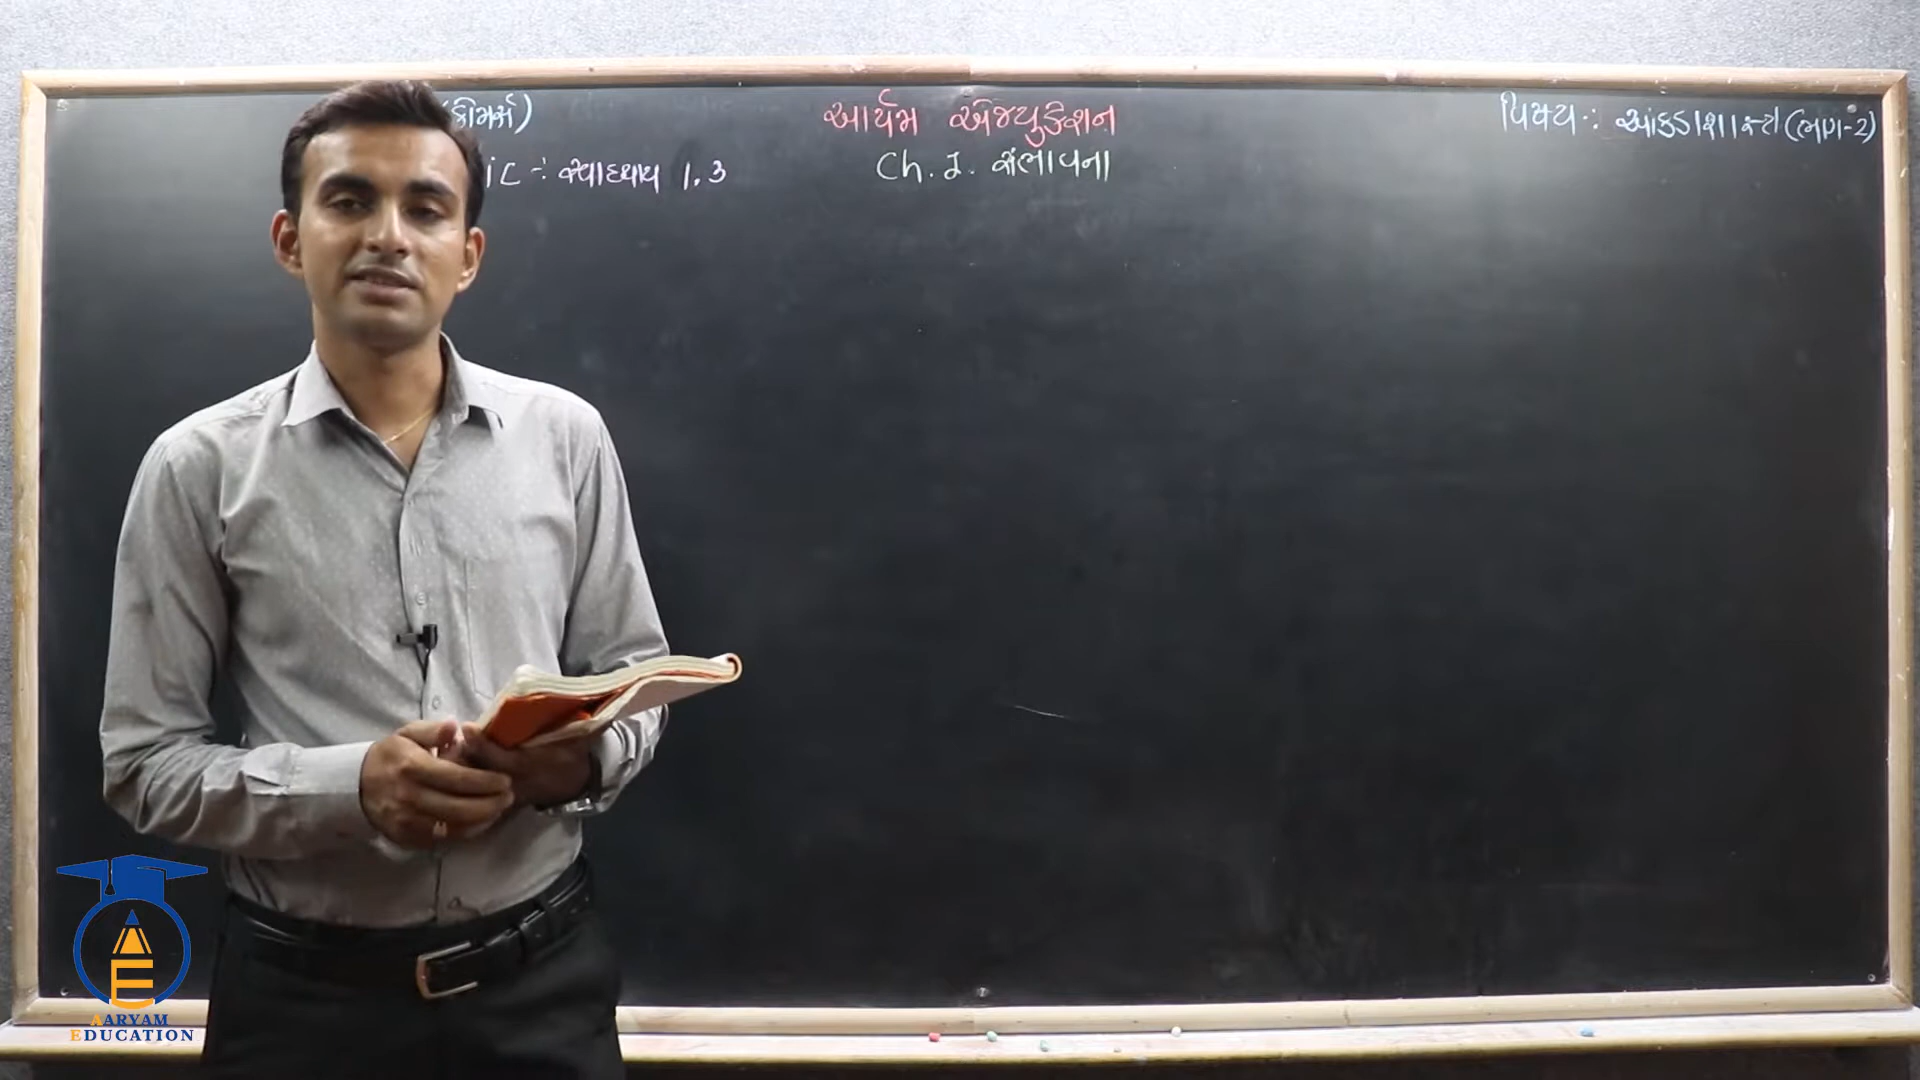 કોમર્સ)
આર્યમ એજ્યુકેશન
વિષય : આંકડાશાસ્ત્ર (ભાગ-2)
ic : સ્વાધ્યાય 1.3
Ch. 1. સંભાવના
AARYAM
EDUCATION